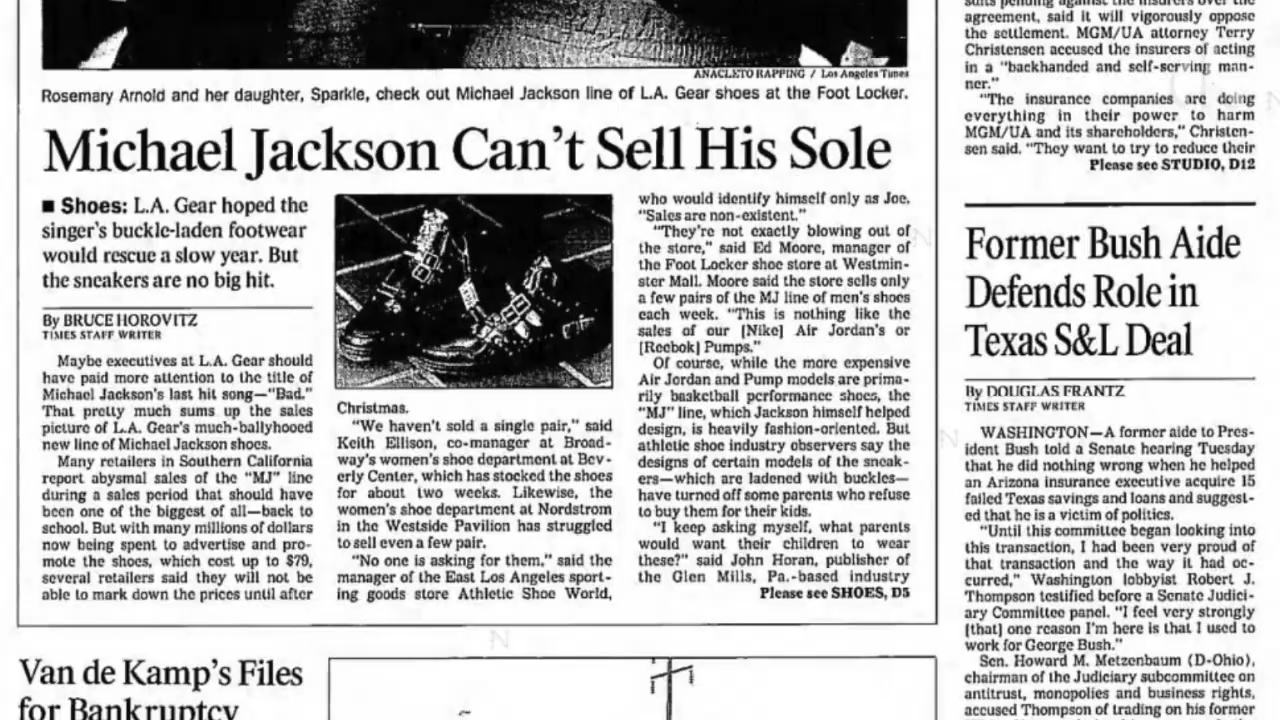 ANACLETO RAPPING / Los Angeles Times
Rosemary Arnold and her daughter, Sparkle, check out Michael Jackson line of L.A. Gear shoes at the Foot Locker.
Michael Jackson Can't Sell His Sole
■ Shoes: L.A. Gear hoped the
singer's buckle-laden footwear
would rescue a slow year. But
the sneakers are no big hit.
By BRUCE HOROVITZ
TIMES STAFF WRITER
Maybe executives at L.A. Gear should
have paid more attention to the title of
Michael Jackson's last hit song—"Bad."
That pretty much sums up the sales
picture of L.A. Gear's much-ballyhooed
new line of Michael Jackson shoes.
Many retailers in Southern California
report abysmal sales of the "MJ" line
during a sales period that should have
been one of the biggest of all—back to
school. But with many millions of dollars
now being spent to advertise and pro-
mote the shoes, which cost up to $79,
several retailers said they will not be
able to mark down the prices until after
Christmas.
"We haven't sold a single pair," said
Keith Ellison, co-manager at Broad-
way's women's shoe department at Bev-
erly Center, which has stocked the shoes
for about two weeks. Likewise, the
women's shoe department at Nordstrom
in the Westside Pavilion has struggled
to sell even a few pair.
"No one is asking for them," said the
manager of the East Los Angeles sport-
ing goods store Athletic Shoe World,
who would identify himself only as Joe.
"Sales are non-existent."
"They're not exactly blowing out of
the store," said Ed Moore, manager of
the Foot Locker shoe store at Westmin-
ster Mall. Moore said the store sells only
a few pairs of the MJ line of men's shoes
each week. "This is nothing like the
sales of our [Nike] Air Jordan's or
[Reebok] Pumps."
Of course, while the more expensive
Air Jordan and Pump models are prima-
rily basketball performance shoes, the
"MJ" line, which Jackson himself helped
design, is heavily fashion-oriented. But
athletic shoe industry observers say the
designs of certain models of the sneak-
ers—which are ladened with buckles—
have turned off some parents who refuse
to buy them for their kids.
"I keep asking myself, what parents
would want their children to wear
these?" said John Horan, publisher of
the Glen Mills, Pa.-based industry
Please see SHOES, D5
suits pending against the insurers over the
agreement, said it will vigorously oppose
the settlement. MGM/UA attorney Terry
Christensen accused the insurers of acting
in a "backhanded and self-serving man-
ner."
"The insurance companies are doing
everything in their power to harm
MGM/UA and its shareholders," Christen-
sen said. "They want to try to reduce their
Please see STUDIO, D12
Former Bush Aide
Defends Role in
Texas S&L Deal
By DOUGLAS FRANTZ
TIMES STAFF WRITER
WASHINGTON—A former aide to Pres-
ident Bush told a Senate hearing Tuesday
that he did nothing wrong when he helped
an Arizona insurance executive acquire 15
failed Texas savings and loans and suggest-
ed that he is a victim of politics.
"Until this committee began looking into
this transaction, I had been very proud of
that transaction and the way it had oc-
curred," Washington lobbyist Robert J.
Thompson testified before a Senate Judici-
ary Committee panel. "I feel very strongly
[that] one reason I'm here is that I used to
work for George Bush."
Sen. Howard M. Metzenbaum (D-Ohio),
chairman of the Judiciary subcommittee on
antitrust, monopolies and business rights,
accused Thompson of trading on his former
Van de Kamp's Files
for Bankruptcy